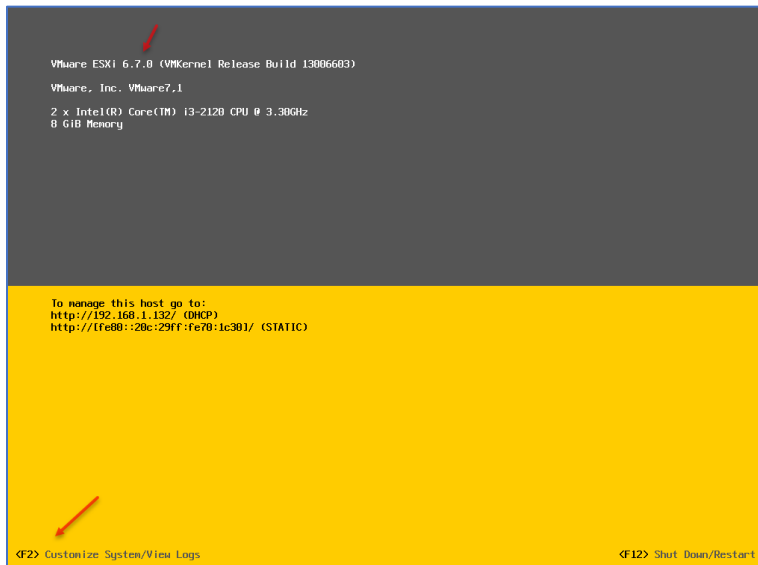 VMware ESXi 6.7.0 (VMKernel Release Build 13006603)
VMware, Inc. VMware7,1
2 x Intel(R) Core(TM) i3-2120 CPU @ 3.30GHz
8 GiB Memory
To manage this host go to:
http://192.168.1.132/ (DHCP)
http://[fe80::20c:29ff:fe78:1c30]/ (STATIC)
<F2> Customize System/View Logs
<F12> Shut Down/Restart